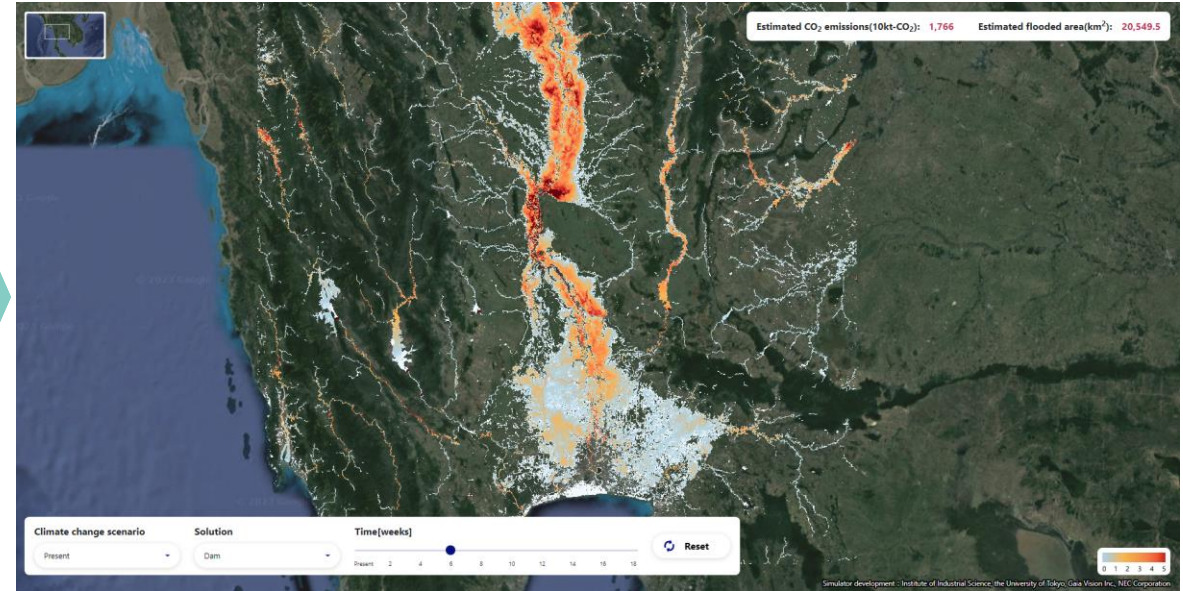 Estimated CO₂ emissions(10kt-CO₂): 1,766 Estimated flooded area(km²): 20,549.5
Climate change scenario Solution Time[weeks]
Present Dam Reset
Present 2 4 6 8 10 12 14 16 18
0 1 2 3 4 5
Simulator development : Institute of Industrial Science, the University of Tokyo, Gaia Vision Inc., NEC Corporation